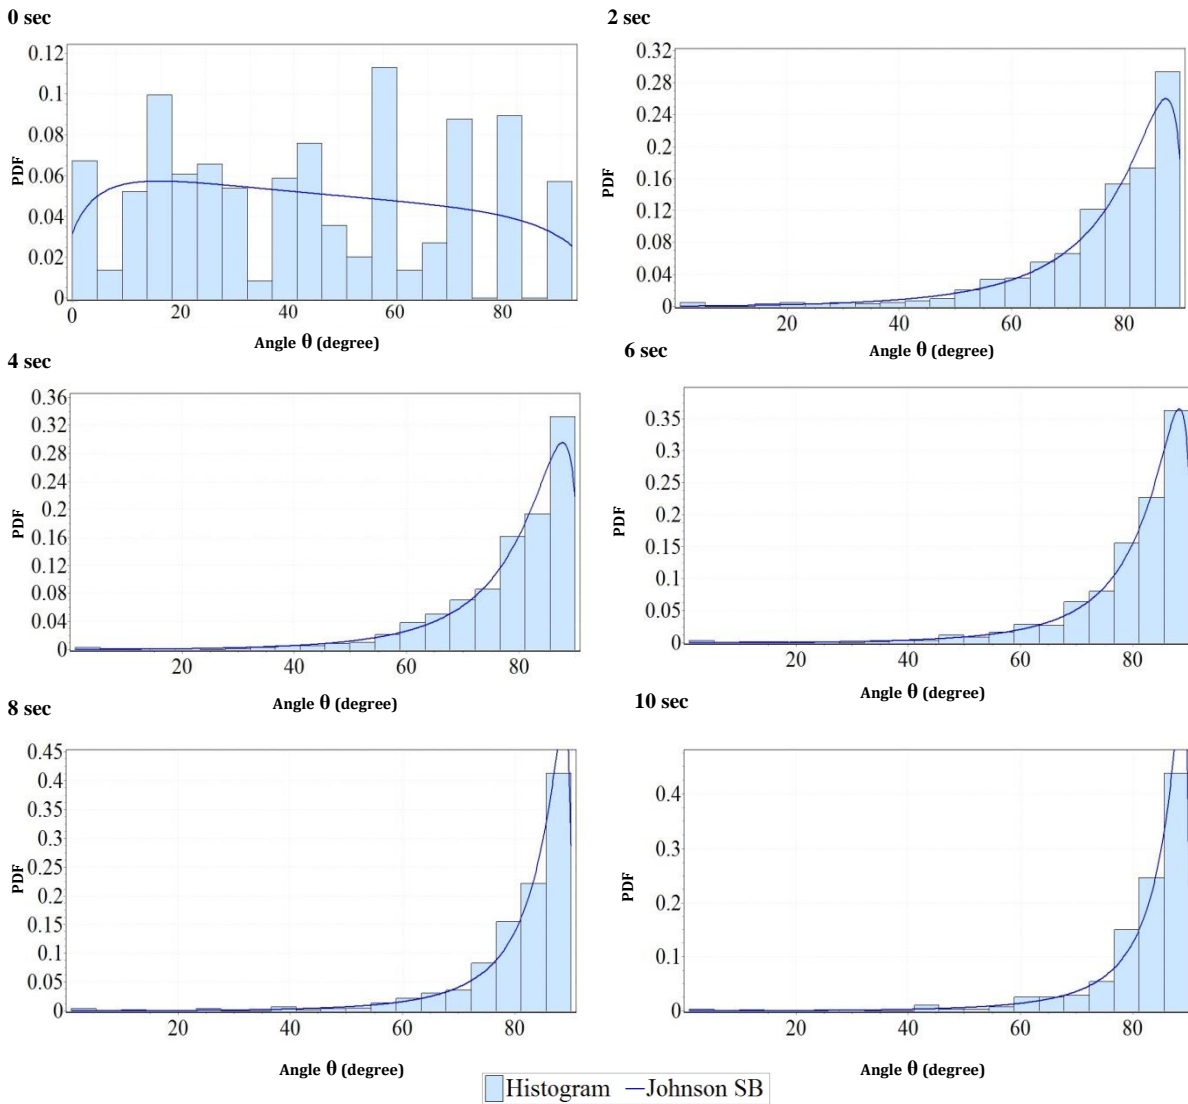 0 sec
0.12
0.1
0.08
0.06
0.04
0.02
0
PDF
0 20 40 60 80
Angle θ (degree)
2 sec
0.32
0.28
0.24
0.2
0.16
0.12
0.08
0.04
0
PDF
20 40 60 80
Angle θ (degree)
4 sec
0.36
0.32
0.28
0.24
0.2
0.16
0.12
0.08
0.04
0
PDF
20 40 60 80
Angle θ (degree)
6 sec
0.35
0.3
0.25
0.2
0.15
0.1
0.05
0
PDF
20 40 60 80
Angle θ (degree)
8 sec
0.45
0.4
0.35
0.3
0.25
0.2
0.15
0.1
0.05
0
PDF
20 40 60 80
Angle θ (degree)
10 sec
0.4
0.3
0.2
0.1
0
PDF
20 40 60 80
Angle θ (degree)
Histogram Johnson SB